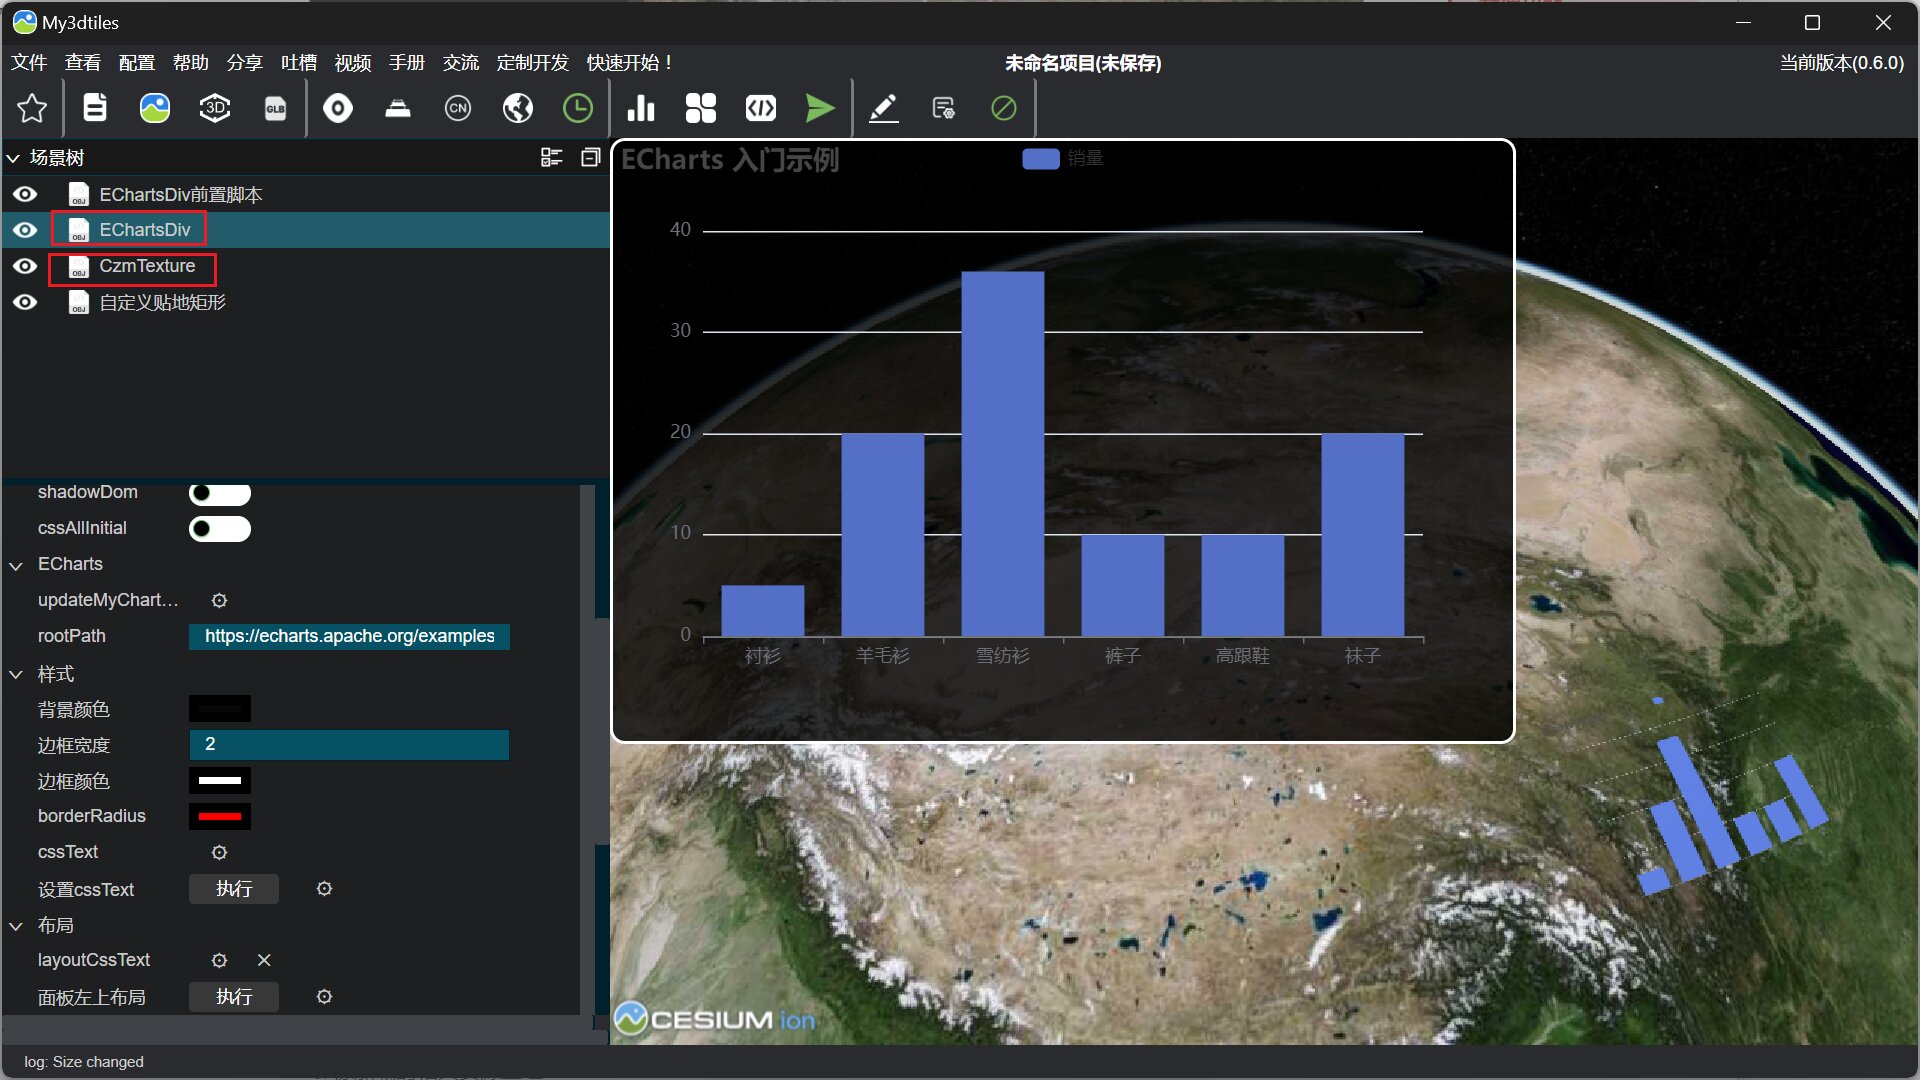 My3dtiles
文件 查看 配置 帮助 分享 吐槽 视频 手册 交流 定制开发 快速开始！ 未命名项目(未保存) 当前版本(0.6.0)
3D GLB CN
场景树
OBJ EChartsDiv前置脚本
OBJ EChartsDiv
OBJ CzmTexture
OBJ 自定义贴地矩形
shadowDom
cssAllInitial
ECharts
updateMyChart...
rootPath https://echarts.apache.org/examples
样式
背景颜色
边框宽度 2
边框颜色
borderRadius
cssText
设置cssText 执行
布局
layoutCssText
面板左上布局 执行
log: Size changed
ECharts 入门示例 销量
40
30
20
10
0
衬衫 羊毛衫 雪纺衫 裤子 高跟鞋 袜子
CESIUM ion